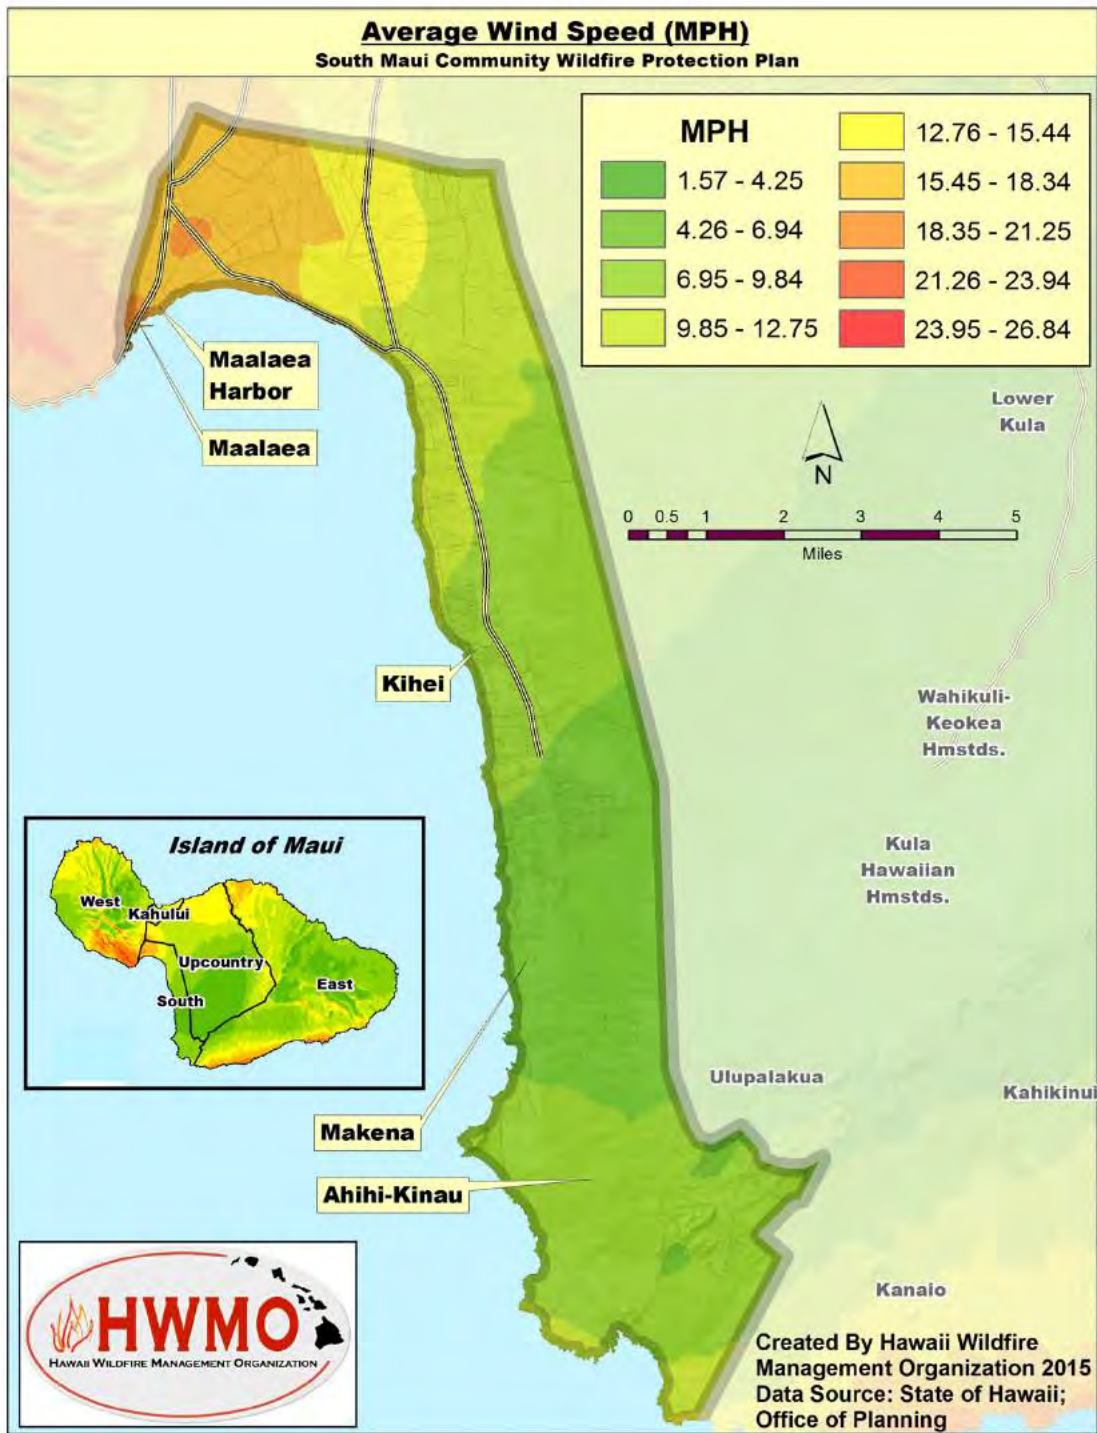 Average Wind Speed (MPH)
South Maui Community Wildfire Protection Plan
MPH
1.57 - 4.25
4.26 - 6.94
6.95 - 9.84
9.85 - 12.75
12.76 - 15.44
15.45 - 18.34
18.35 - 21.25
21.26 - 23.94
23.95 - 26.84
Maalaea
Harbor
Maalaea
Lower
Kula
N
0 0.5 1 2 3 4 5
Miles
Kihei
Wahikuli-
Keokea
Hmstds.
Kula
Hawaiian
Hmstds.
Island of Maui
West
Kahului
Upcountry
East
South
Ulupalakua
Kahikinui
Makena
Ahihi-Kinau
Kanaio
HWMO
HAWAII WILDFIRE MANAGEMENT ORGANIZATION
Created By Hawaii Wildfire
Management Organization 2015
Data Source: State of Hawaii;
Office of Planning